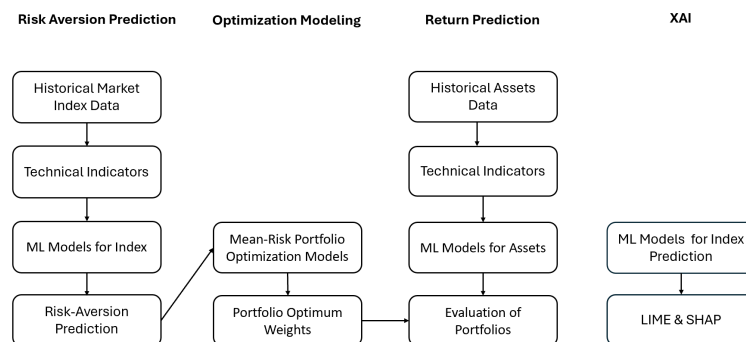 Risk Aversion Prediction
Optimization Modeling
Return Prediction
XAI
Historical Market
Index Data
Technical Indicators
ML Models for Index
Risk-Aversion
Prediction
Mean-Risk Portfolio
Optimization Models
Portfolio Optimum
Weights
Historical Assets
Data
Technical Indicators
ML Models for Assets
Evaluation of
Portfolios
ML Models for Index
Prediction
LIME & SHAP